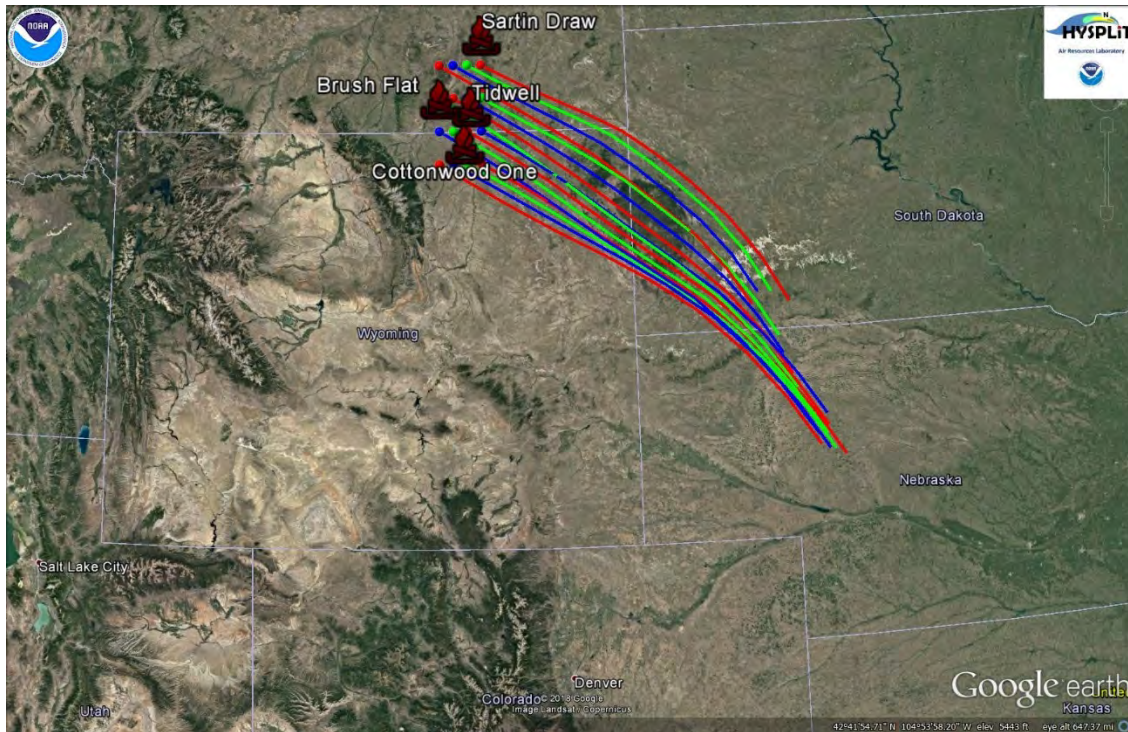 NOAA
Sartin Draw
N
HYSPLIT
Air Resources Laboratory
NOAA
Brush Flat
Tidwell
Cottonwood One
South Dakota
Wyoming
Nebraska
Salt Lake City
Denver
Colorado
© 2018 Google
Image Landsat / Copernicus
Utah
Google earth
United
Kansas
42°41'54.71" N 104°53'58.20" W elev 5443 ft eye alt 647.37 mi